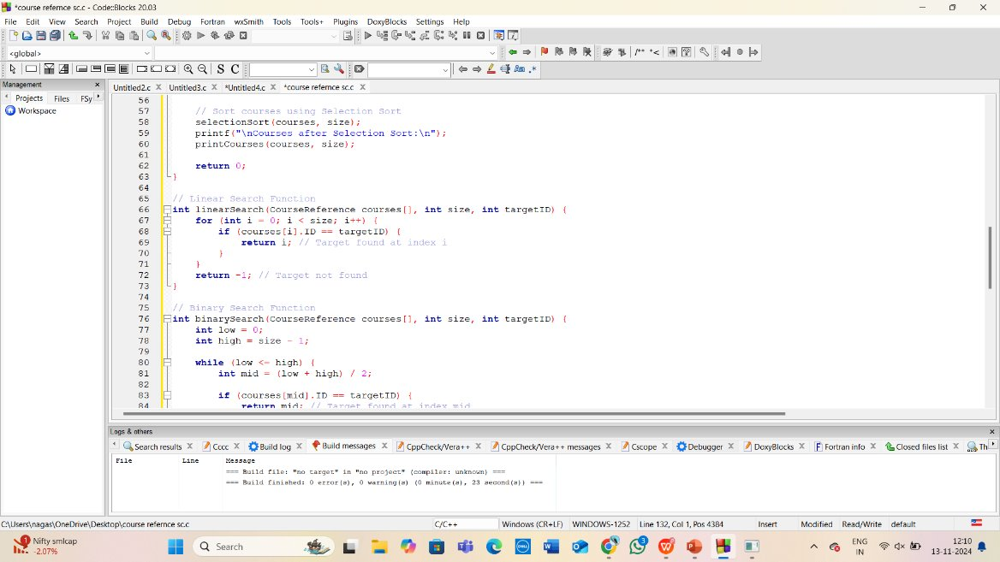 *course refernce sc.c - Code::Blocks 20.03
File Edit View Search Project Build Debug Fortran wxSmith Tools Tools+ Plugins DoxyBlocks Settings Help
<global>
/** *<
S C
Aa .*
Management
Projects Files FSy
Workspace
Untitled2.c Untitled3.c *Untitled4.c *course refernce sc.c
56
57 // Sort courses using Selection Sort
58 selectionSort(courses, size);
59 printf("\nCourses after Selection Sort:\n");
60 printCourses(courses, size);
61
62 return 0;
63 }
64
65 // Linear Search Function
66 int linearSearch(CourseReference courses[], int size, int targetID) {
67 for (int i = 0; i < size; i++) {
68 if (courses[i].ID == targetID) {
69 return i; // Target found at index i
70 }
71 }
72 return -1; // Target not found
73 }
74
75 // Binary Search Function
76 int binarySearch(CourseReference courses[], int size, int targetID) {
77 int low = 0;
78 int high = size - 1;
79
80 while (low <= high) {
81 int mid = (low + high) / 2;
82
83 if (courses[mid].ID == targetID) {
84 return mid; // Target found at index mid
Logs & others
Search results Cccc Build log Build messages CppCheck/Vera++ CppCheck/Vera++ messages Cscope Debugger DoxyBlocks Fortran info Closed files list Th
File Line Message
=== Build file: "no target" in "no project" (compiler: unknown) ===
=== Build finished: 0 error(s), 0 warning(s) (0 minute(s), 23 second(s)) ===
C:\Users\nagas\OneDrive\Desktop\course refernce sc.c C/C++ Windows (CR+LF) WINDOWS-1252 Line 132, Col 1, Pos 4384 Insert Modified Read/Write default
1 Nifty smlcap
-2.07%
Search
DELL
3
ENG
IN
12:10
13-11-2024